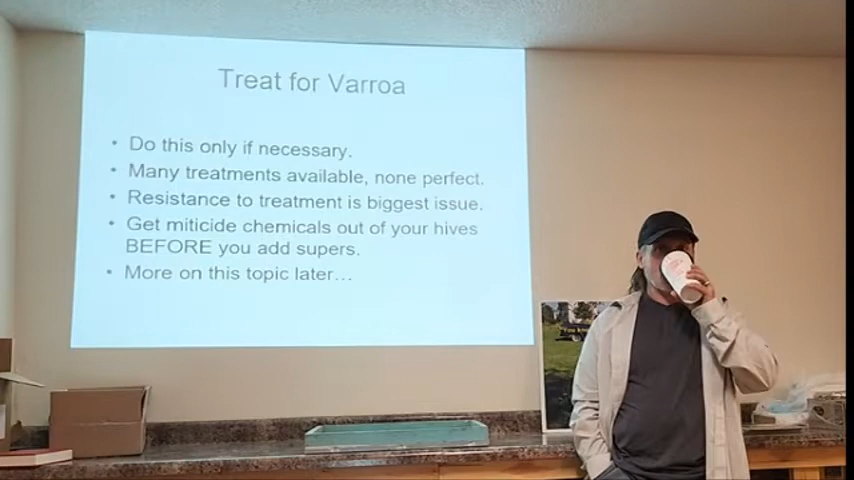 Treat for Varroa
• Do this only if necessary.
• Many treatments available, none perfect.
• Resistance to treatment is biggest issue.
• Get miticide chemicals out of your hives
BEFORE you add supers.
• More on this topic later…